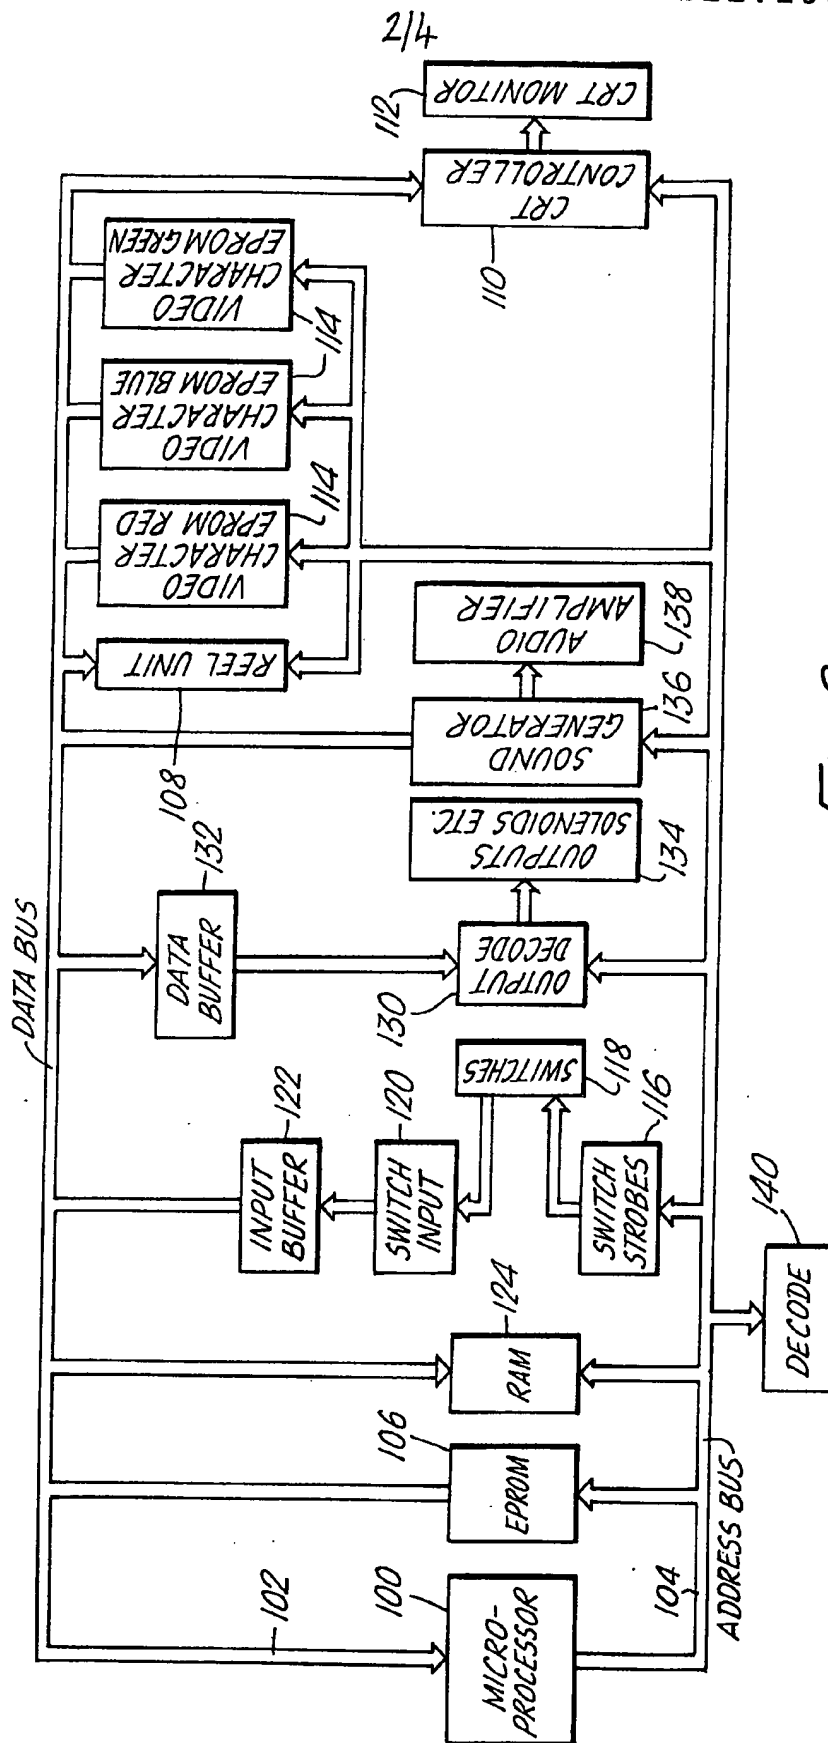 2/4
DATA BUS
102
100
MICRO-
PROCESSOR
104
ADDRESS BUS
106
EPROM
124
RAM
122
INPUT
BUFFER
120
SWITCH
INPUT
SWITCHES
118
116
SWITCH
STROBES
140
DECODE
132
DATA
BUFFER
130
OUTPUT
DECODE
OUTPUTS
SOLENOIDS ETC.
134
108
REEL UNIT
SOUND
GENERATOR
136
AUDIO
AMPLIFIER
138
VIDEO
CHARACTER
EPROM RED
114
VIDEO
CHARACTER
EPROM BLUE
114
VIDEO
CHARACTER
EPROM GREEN
110
CRT
CONTROLLER
112
CRT MONITOR